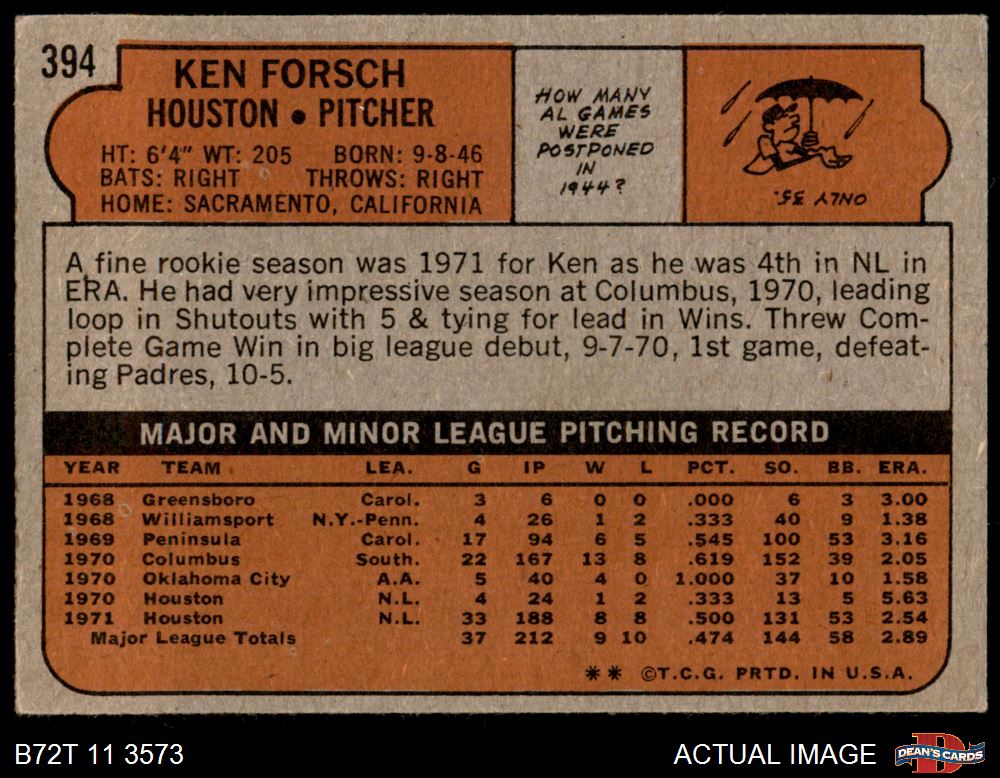 394
KEN FORSCH
HOUSTON • PITCHER
HT: 6'4" WT: 205 BORN: 9-8-46
BATS: RIGHT THROWS: RIGHT
HOME: SACRAMENTO, CALIFORNIA
HOW MANY
AL GAMES
WERE
POSTPONED
IN
1944?
ONLY 35.
A fine rookie season was 1971 for Ken as he was 4th in NL in
ERA. He had very impressive season at Columbus, 1970, leading
loop in Shutouts with 5 & tying for lead in Wins. Threw Com-
plete Game Win in big league debut, 9-7-70, 1st game, defeat-
ing Padres, 10-5.
MAJOR AND MINOR LEAGUE PITCHING RECORD
YEAR TEAM LEA. G IP W L PCT. SO. BB. ERA.
1968 Greensboro Carol. 3 6 0 0 .000 6 3 3.00
1968 Williamsport N.Y.-Penn. 4 26 1 2 .333 40 9 1.38
1969 Peninsula Carol. 17 94 6 5 .545 100 53 3.16
1970 Columbus South. 22 167 13 8 .619 152 39 2.05
1970 Oklahoma City A.A. 5 40 4 0 1.000 37 10 1.58
1970 Houston N.L. 4 24 1 2 .333 13 5 5.63
1971 Houston N.L. 33 188 8 8 .500 131 53 2.54
Major League Totals 37 212 9 10 .474 144 58 2.89
** ©T.C.G. PRTD. IN U.S.A.
B72T 11 3573
ACTUAL IMAGE
DEAN'S CARDS